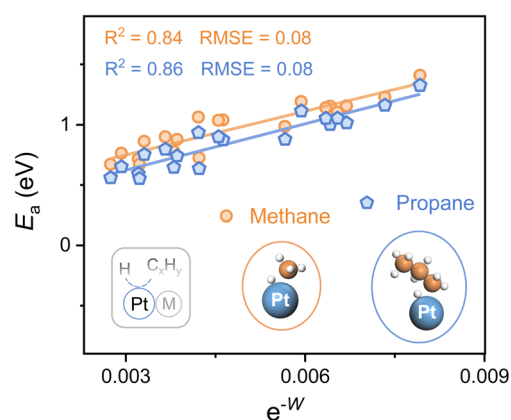 R² = 0.84 RMSE = 0.08
R² = 0.86 RMSE = 0.08
1
0
Eₐ (eV)
Methane
Propane
H CₓHᵧ
Pt M
Pt
Pt
0.003 0.006 0.009
e⁻ᵂ